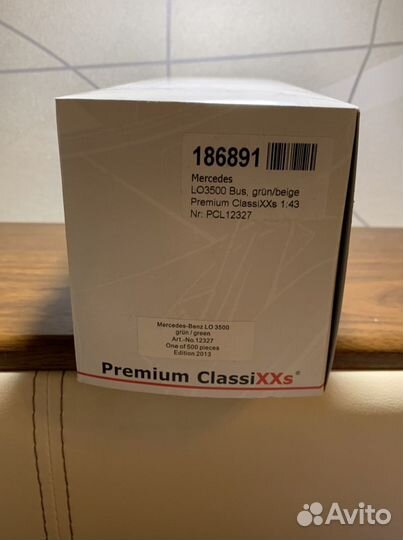 186891
Mercedes
LO3500 Bus, grün/beige
Premium ClassiXXs 1:43
Nr: PCL12327
Mercedes-Benz LO 3500
grün / green
Art.-No.12327
One of 500 pieces
Edition 2013
Premium ClassiXXs®
Avito